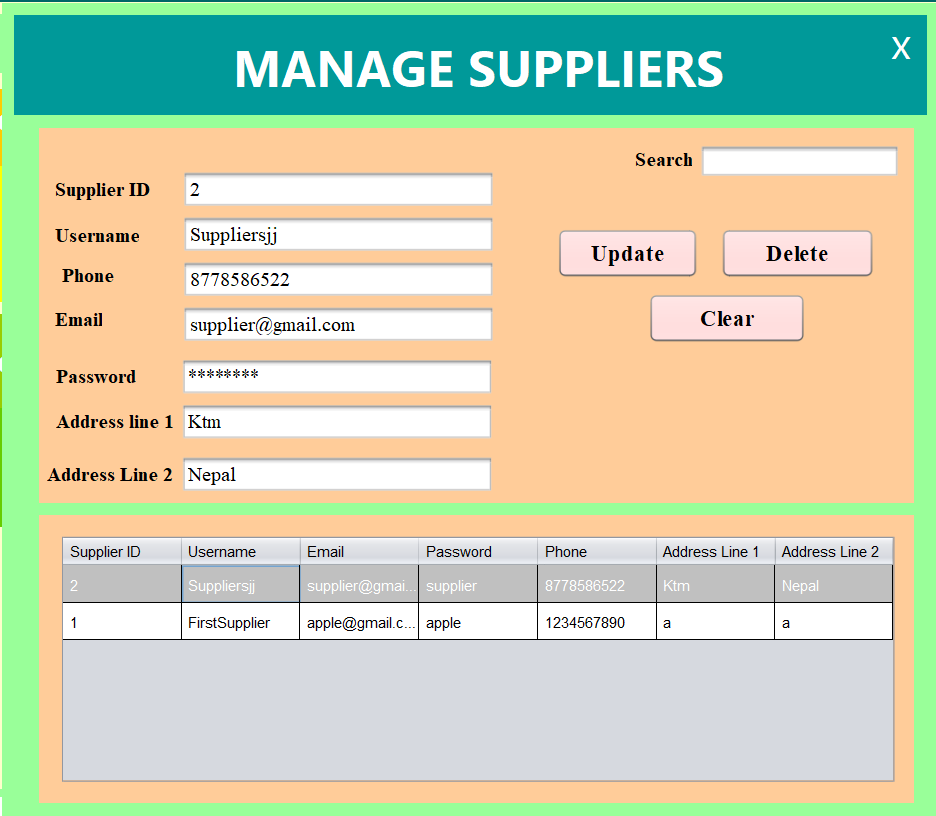 MANAGE SUPPLIERS X
Search
Supplier ID 2
Username Suppliersjj
Phone 8778586522
Email supplier@gmail.com
Password ********
Address line 1 Ktm
Address Line 2 Nepal
Update Delete
Clear
Supplier ID Username Email Password Phone Address Line 1 Address Line 2
2 Suppliersjj supplier@gmai... supplier 8778586522 Ktm Nepal
1 FirstSupplier apple@gmail.c... apple 1234567890 a a